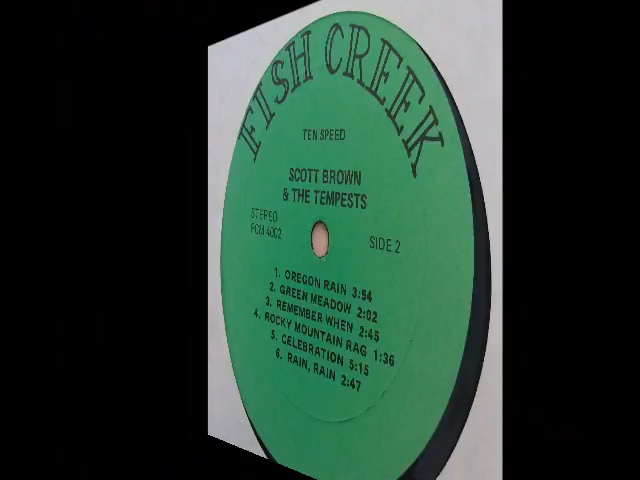 FISH CREEK
TEN SPEED
SCOTT BROWN
& THE TEMPESTS
STEREO
FCM 4002
SIDE 2
1. OREGON RAIN 3:54
2. GREEN MEADOW 2:02
3. REMEMBER WHEN 2:45
4. ROCKY MOUNTAIN RAG 1:36
5. CELEBRATION 5:15
6. RAIN, RAIN 2:47